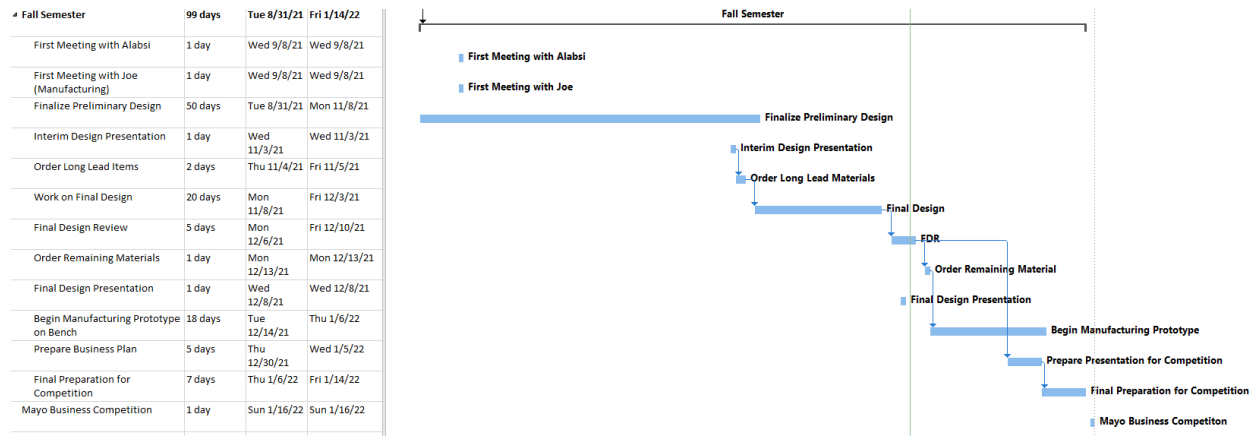 Fall Semester 99 days Tue 8/31/21 Fri 1/14/22 Fall Semester
First Meeting with Alabsi 1 day Wed 9/8/21 Wed 9/8/21 First Meeting with Alabsi
First Meeting with Joe 1 day Wed 9/8/21 Wed 9/8/21 First Meeting with Joe
(Manufacturing)
Finalize Preliminary Design 50 days Tue 8/31/21 Mon 11/8/21 Finalize Preliminary Design
Interim Design Presentation 1 day Wed Wed 11/3/21 Interim Design Presentation
11/3/21
Order Long Lead Items 2 days Thu 11/4/21 Fri 11/5/21 Order Long Lead Materials
Work on Final Design 20 days Mon Fri 12/3/21 Final Design
11/8/21
Final Design Review 5 days Mon Fri 12/10/21 FDR
12/6/21
Order Remaining Materials 1 day Mon Mon 12/13/21 Order Remaining Material
12/13/21
Final Design Presentation 1 day Wed Wed 12/8/21 Final Design Presentation
12/8/21
Begin Manufacturing Prototype 18 days Tue Thu 1/6/22 Begin Manufacturing Prototype
on Bench 12/14/21
Prepare Business Plan 5 days Thu Wed 1/5/22 Prepare Presentation for Competition
12/30/21
Final Preparation for 7 days Thu 1/6/22 Fri 1/14/22 Final Preparation for Competition
Competition
Mayo Business Competition 1 day Sun 1/16/22 Sun 1/16/22 Mayo Business Competiton